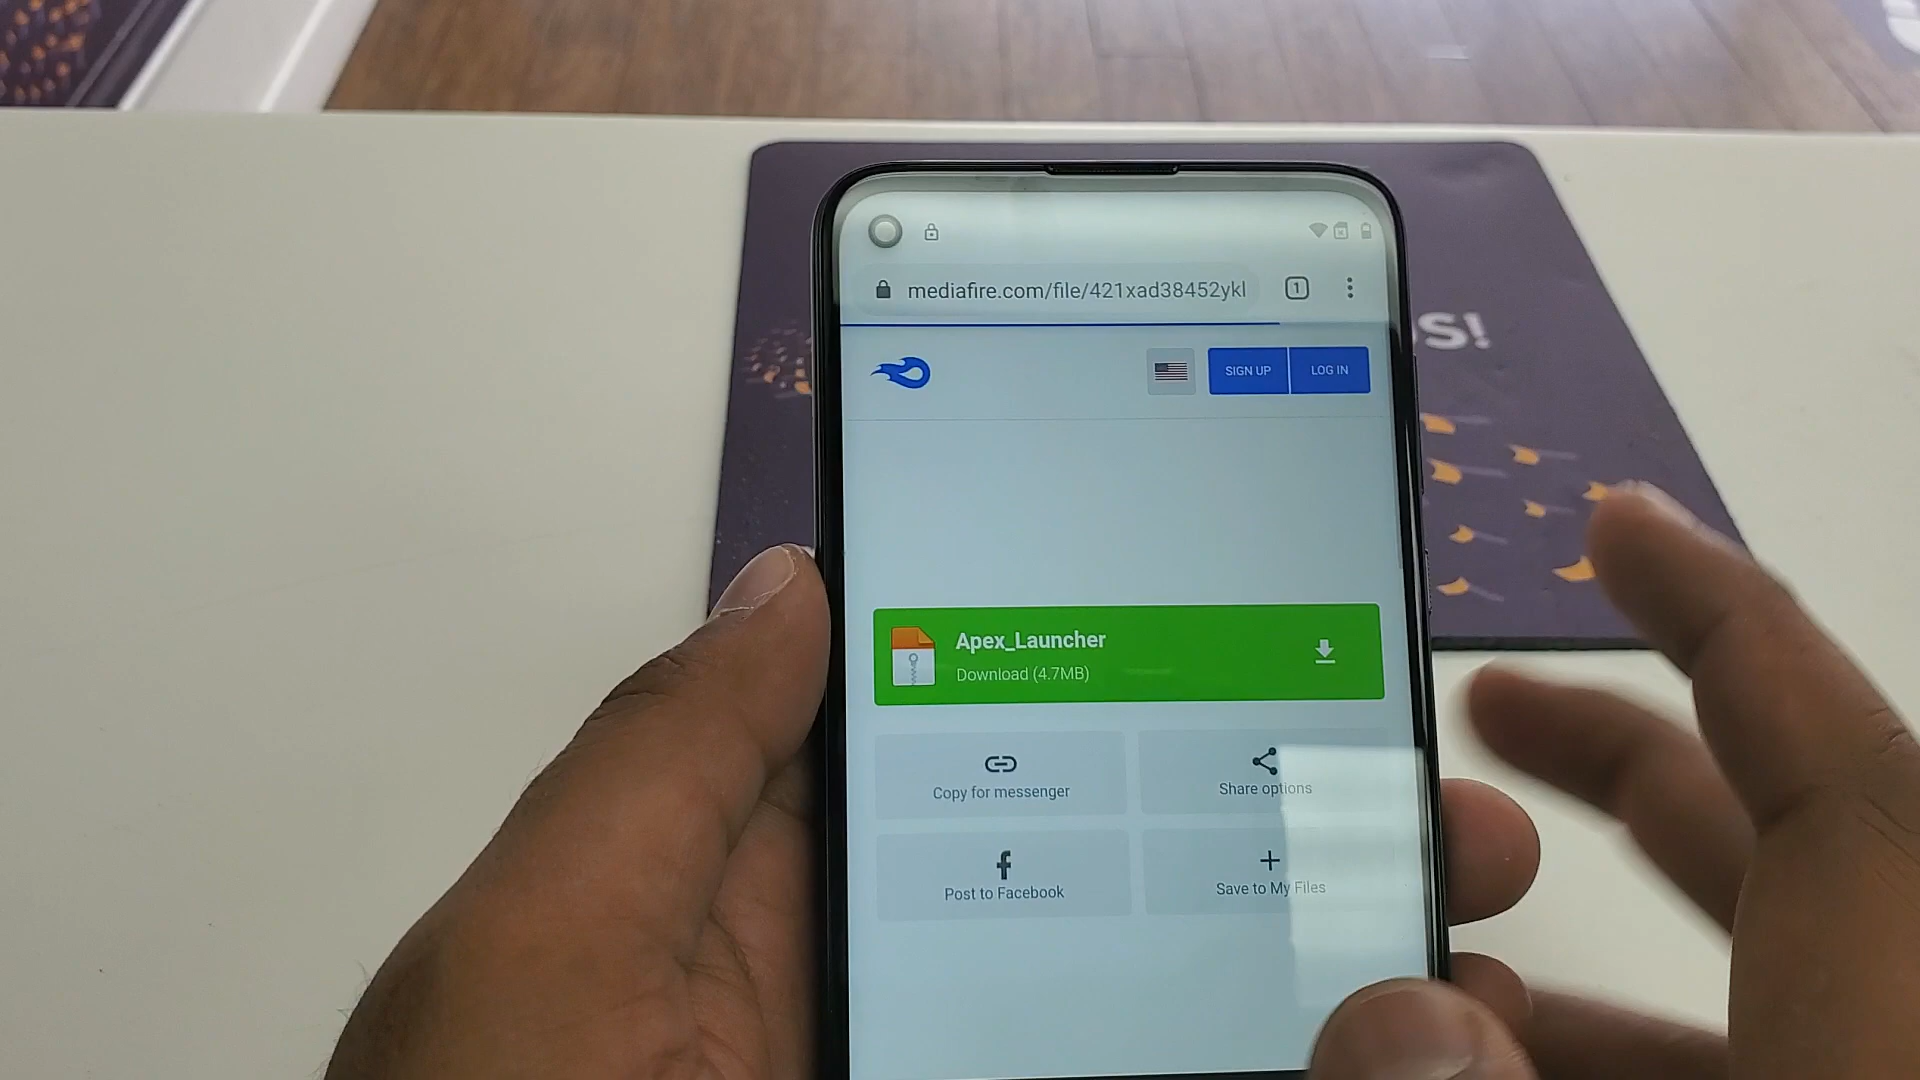 mediafire.com/file/421xad38452ykl
1
SIGN UP
LOG IN
S!
Apex_Launcher
Download (4.7MB)
Copy for messenger
Share options
Post to Facebook
Save to My Files